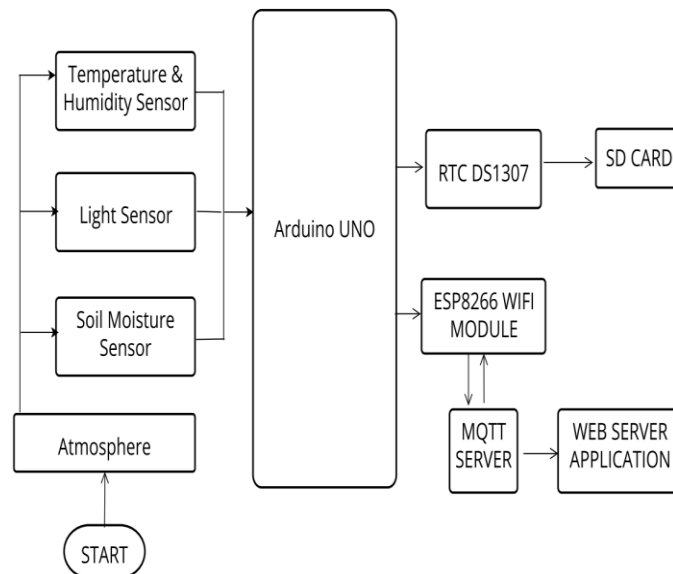 Temperature &
Humidity Sensor
Light Sensor
Soil Moisture
Sensor
Atmosphere
START
Arduino UNO
RTC DS1307
SD CARD
ESP8266 WIFI
MODULE
MQTT
SERVER
WEB SERVER
APPLICATION